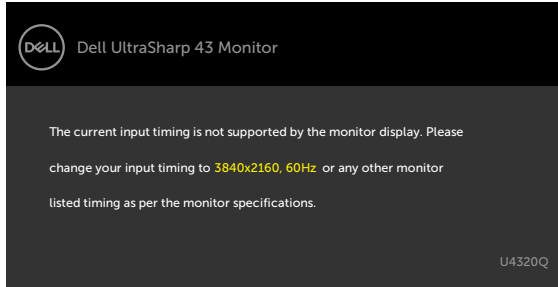 DELL
Dell UltraSharp 43 Monitor
The current input timing is not supported by the monitor display. Please
change your input timing to 3840x2160, 60Hz or any other monitor
listed timing as per the monitor specifications.
U4320Q